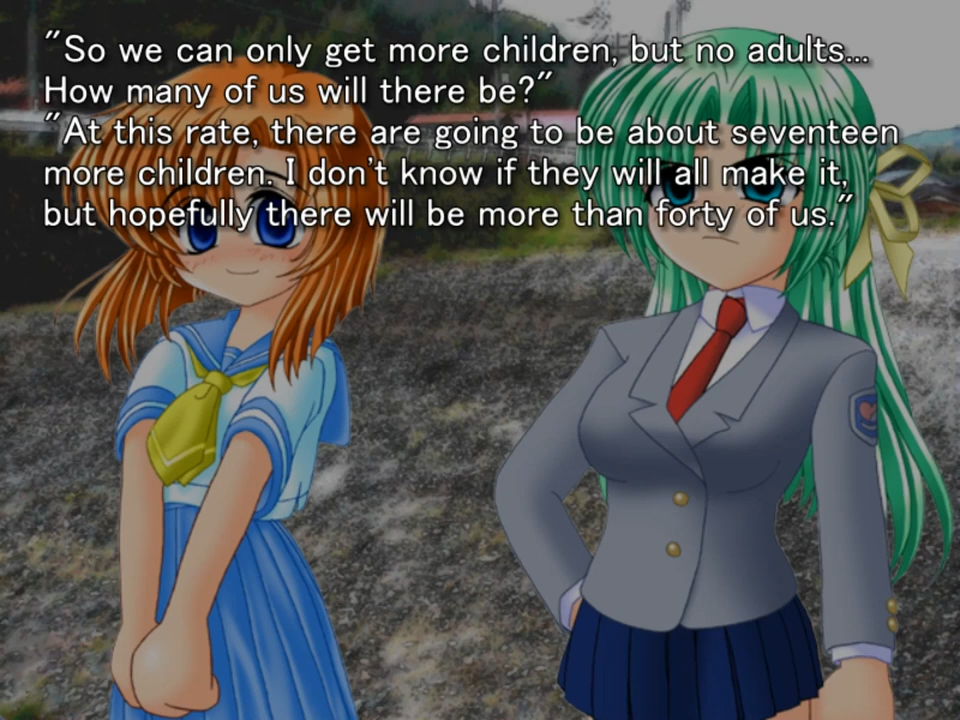 "So we can only get more children, but no adults...
How many of us will there be?"
"At this rate, there are going to be about seventeen
more children. I don't know if they will all make it,
but hopefully there will be more than forty of us."